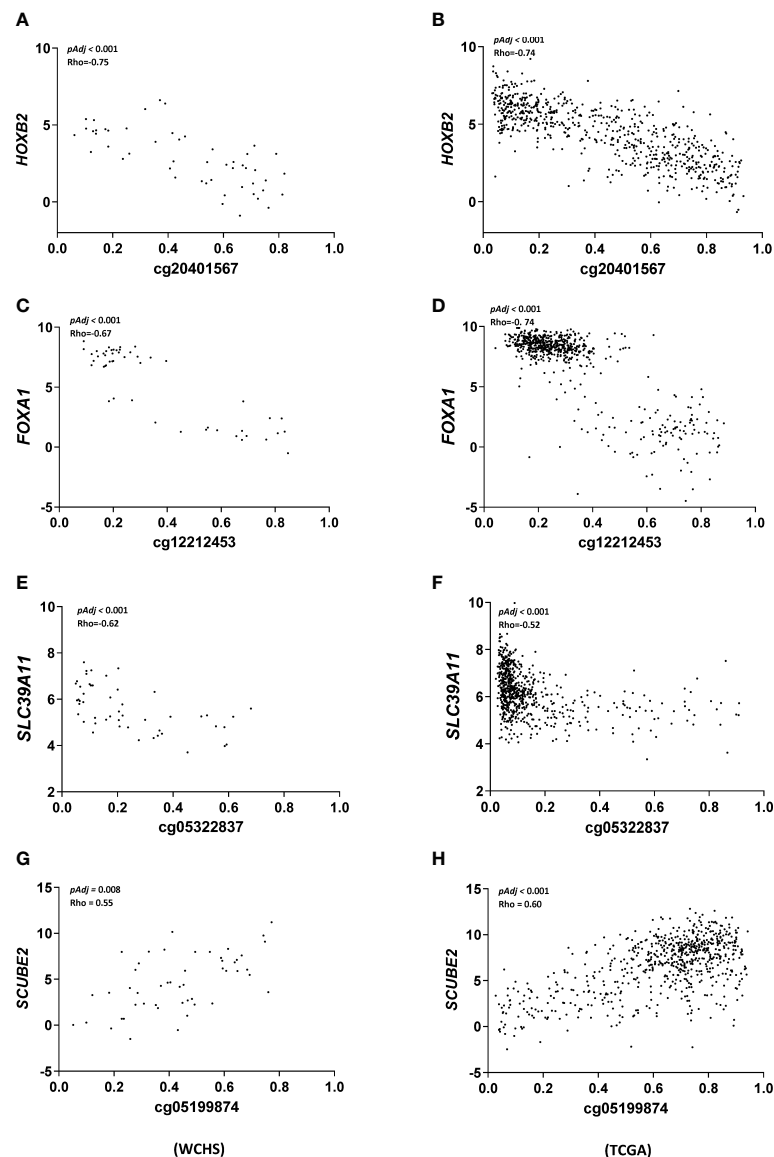 A
pAdj < 0.001
Rho=-0.75
10
5
0
HOXB2
0.0 0.2 0.4 0.6 0.8 1.0
cg20401567
B
pAdj < 0.001
Rho=-0.74
10
5
0
HOXB2
0.0 0.2 0.4 0.6 0.8 1.0
cg20401567
C
pAdj < 0.001
Rho=-0.67
10
5
0
-5
FOXA1
0.0 0.2 0.4 0.6 0.8 1.0
cg12212453
D
pAdj < 0.001
Rho=-0. 74
10
5
0
-5
FOXA1
0.0 0.2 0.4 0.6 0.8 1.0
cg12212453
E
pAdj < 0.001
Rho=-0.62
10
8
6
4
2
SLC39A11
0.0 0.2 0.4 0.6 0.8 1.0
cg05322837
F
pAdj < 0.001
Rho=-0.52
10
8
6
4
2
SLC39A11
0.0 0.2 0.4 0.6 0.8 1.0
cg05322837
G
pAdj = 0.008
Rho = 0.55
15
10
5
0
-5
SCUBE2
0.0 0.2 0.4 0.6 0.8 1.0
cg05199874
H
pAdj < 0.001
Rho = 0.60
15
10
5
0
-5
SCUBE2
0.0 0.2 0.4 0.6 0.8 1.0
cg05199874
(WCHS)
(TCGA)